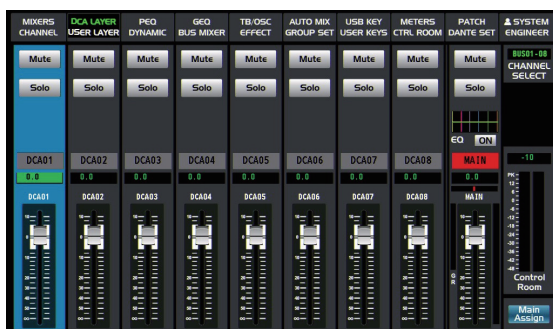 MIXERS DCA LAYER PEQ GEQ TB/OSC AUTO MIX USB KEY METERS PATCH SYSTEM
CHANNEL USER LAYER DYNAMIC BUS MIXER EFFECT GROUP SET USER KEYS CTRL ROOM DANTE SET ENGINEER
Mute Mute Mute Mute Mute Mute Mute Mute Mute BUS01-08
CHANNEL
SELECT
Solo Solo Solo Solo Solo Solo Solo Solo Solo
EQ ON
DCA01 DCA02 DCA03 DCA04 DCA05 DCA06 DCA07 DCA08 MAIN -10
0.0 0.0 0.0 0.0 0.0 0.0 0.0 0.0 0.0
DCA01 DCA02 DCA03 DCA04 DCA05 DCA06 DCA07 DCA08 MAIN
PK
12
Control
Room
Main
Assign